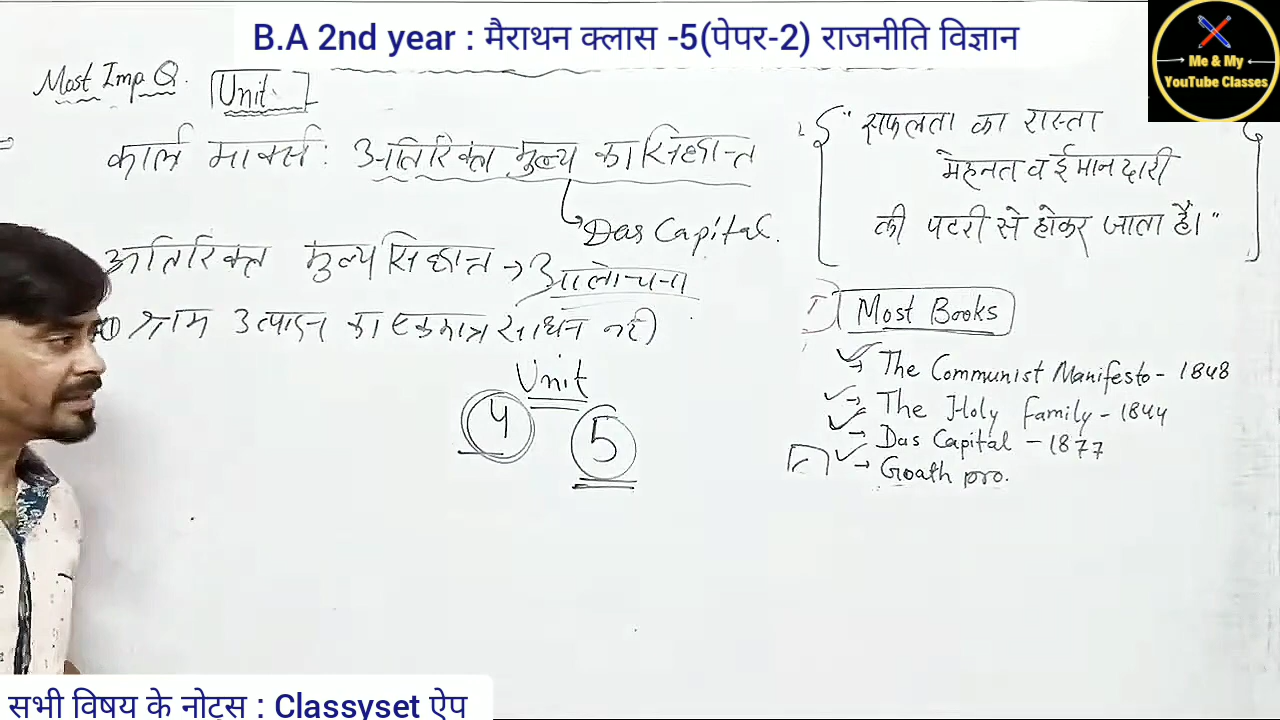 B.A 2nd year : मैराथन क्लास -5(पेपर-2) राजनीति विज्ञान
Me & My
YouTube Classes
Most Imp Q. Unit
कार्ल मार्क्स : अतिरिक्त मूल्य का सिद्धान्त
Das Capital.
अतिरिक्त मूल्य सिद्धान्त → आलोचना
① श्रम उत्पादन का एकमात्र साधन नहीं
Unit
4 5
"सफलता का रास्ता
मेहनत व ईमानदारी
की पटरी से होकर जाता हैं।"
Most Books
→ The Communist Manifesto - 1848
→ The Holy Family - 1844
→ Das Capital - 1877
→ Goath pro.
सभी विषय के नोट्स : Classyset ऐप